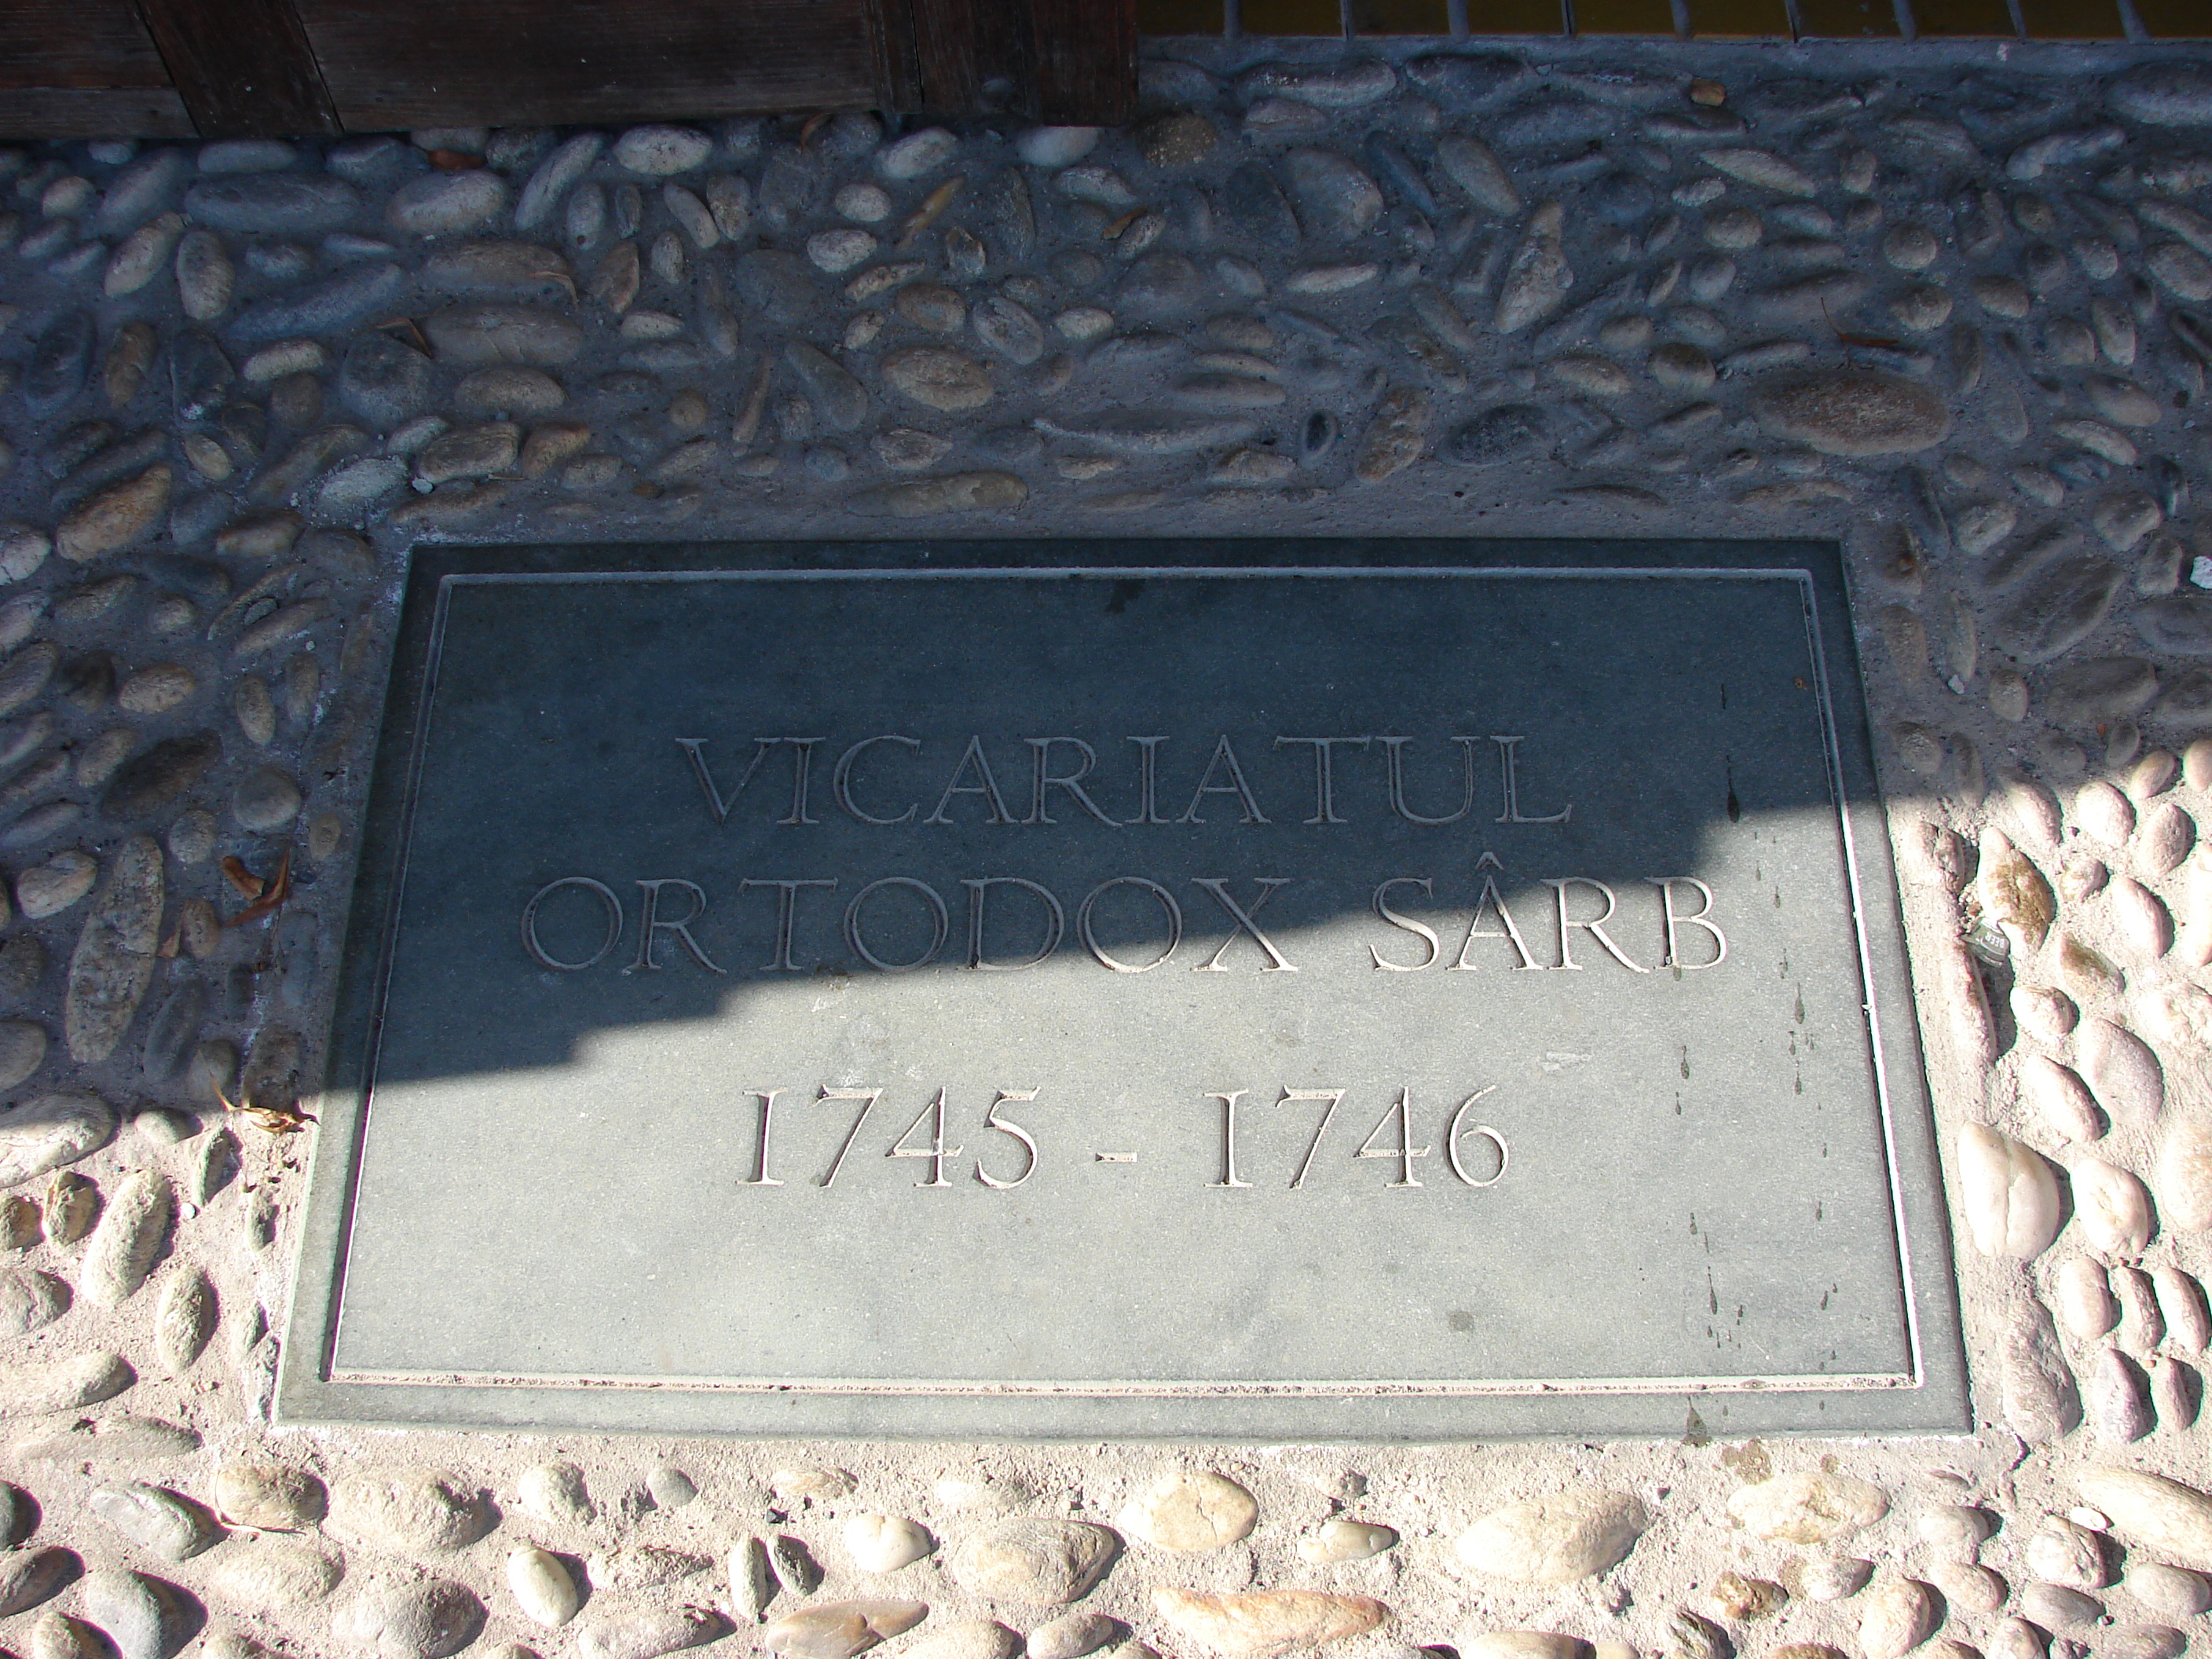 VICARIATUL
ORTODOX SÂRB
1745 - 1746